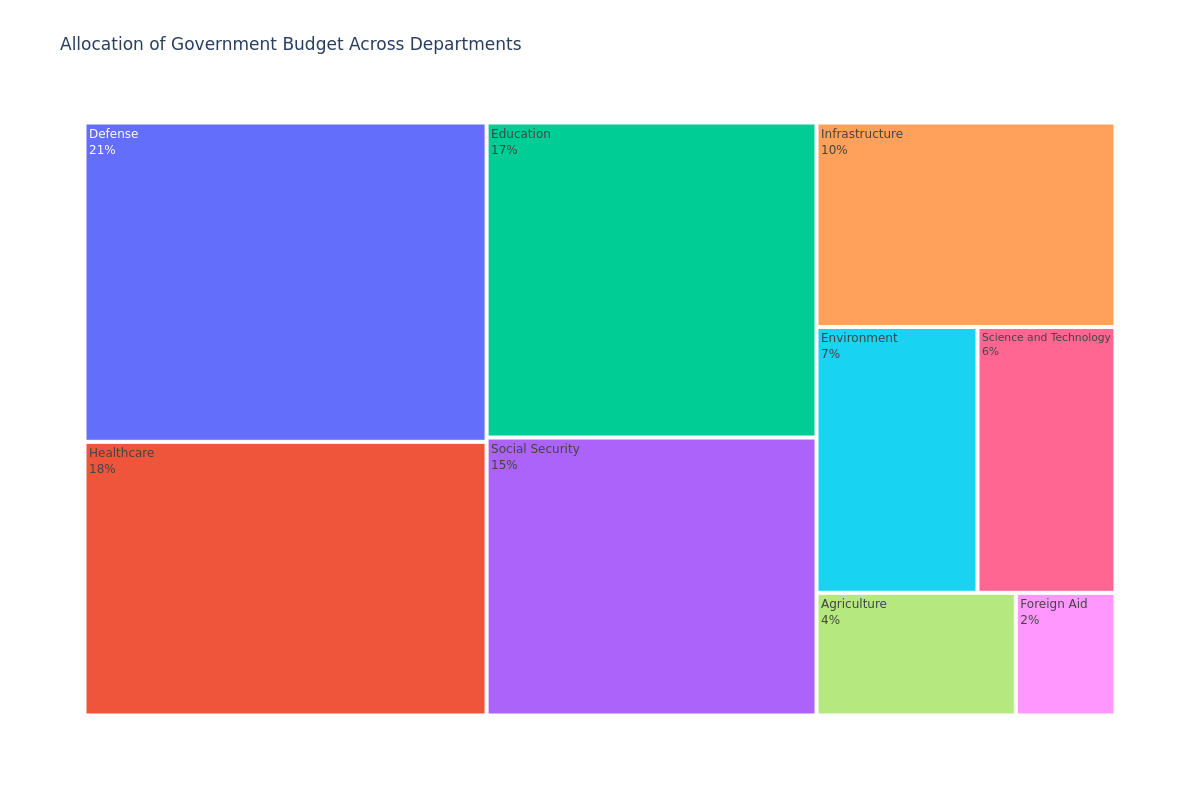 Allocation of Government Budget Across Departments
Defense
21%
Education
17%
Infrastructure
10%
Environment
7%
Science and Technology
6%
Healthcare
18%
Social Security
15%
Agriculture
4%
Foreign Aid
2%